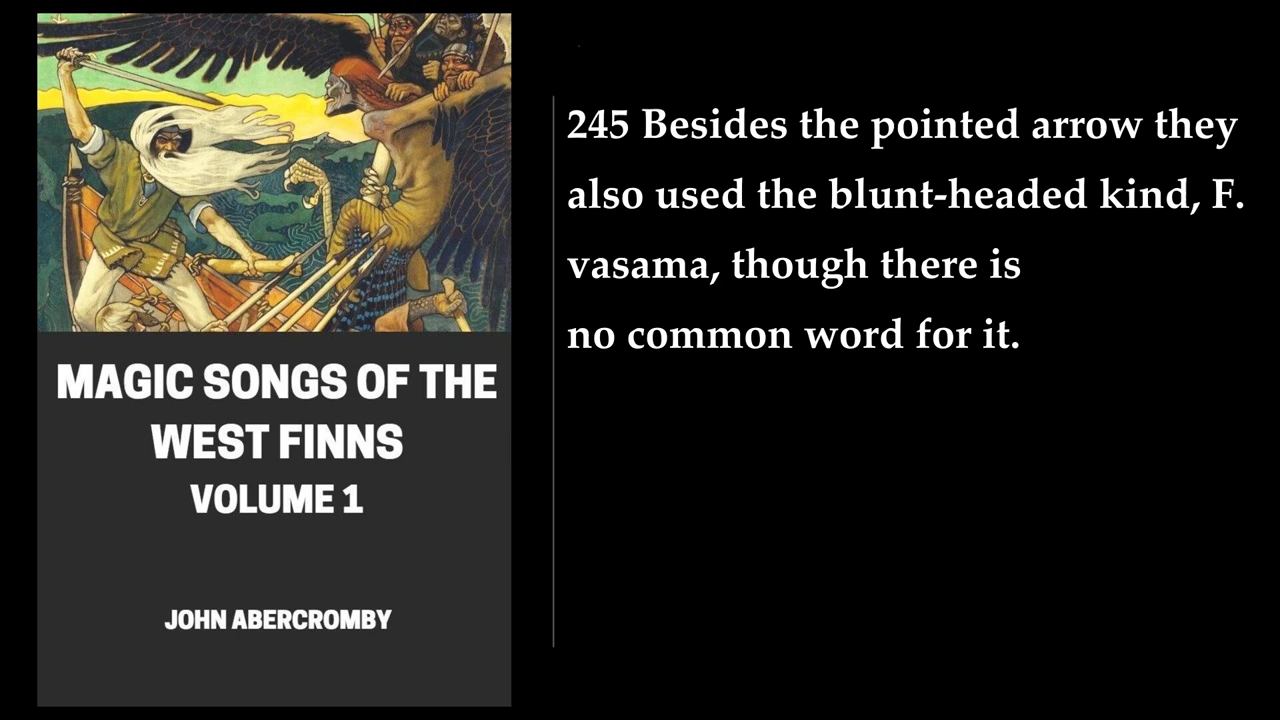 MAGIC SONGS OF THE
WEST FINNS
VOLUME 1
JOHN ABERCROMBY
245 Besides the pointed arrow they
also used the blunt-headed kind, F.
vasama, though there is
no common word for it.